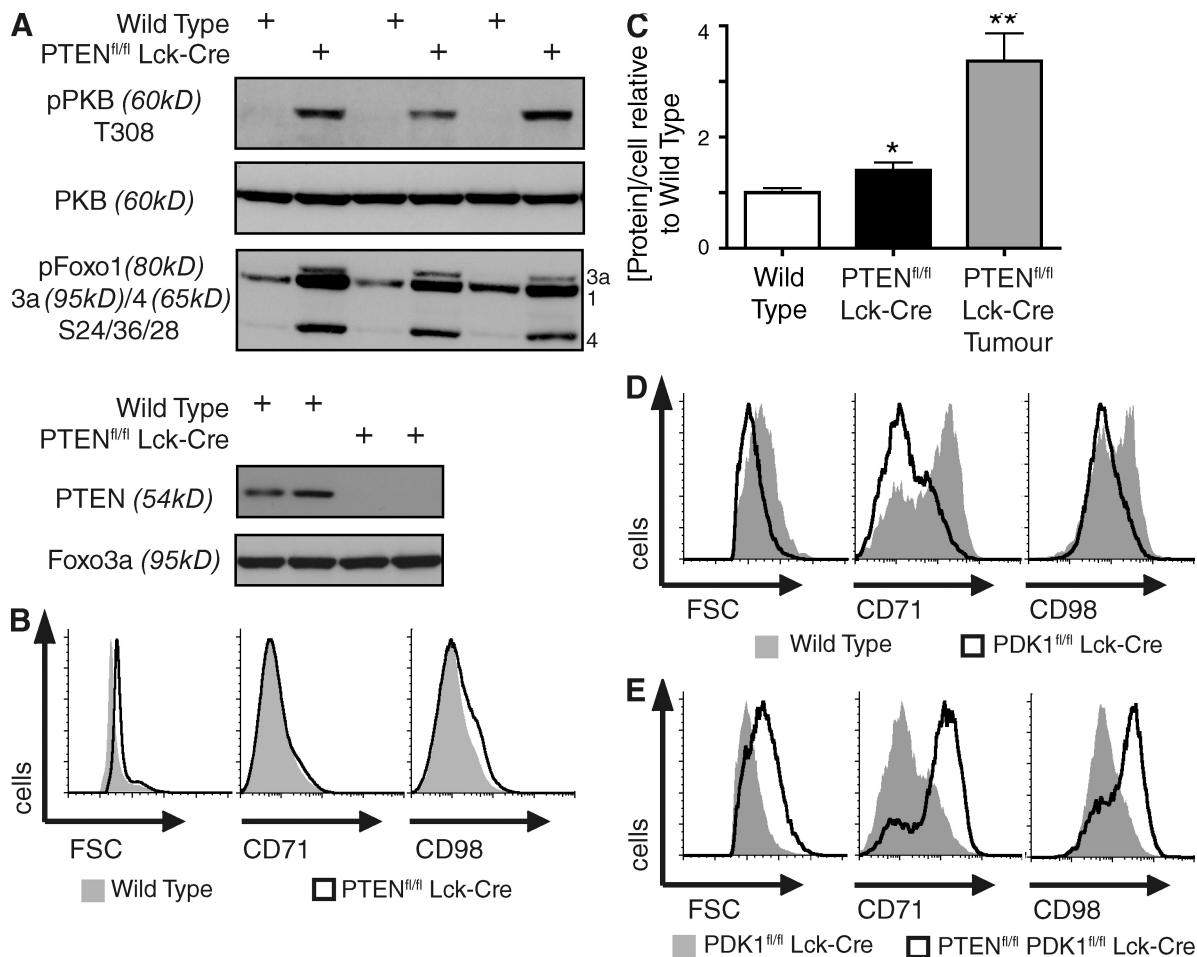 A
Wild Type + + +
PTENfl/fl Lck-Cre + + +
pPKB (60kD)
T308
PKB (60kD)
pFoxo1(80kD)
3a (95kD)/4 (65kD)
S24/36/28
3a
1
4
Wild Type + +
PTENfl/fl Lck-Cre + +
PTEN (54kD)
Foxo3a (95kD)
B
cells
FSC CD71 CD98
Wild Type PTENfl/fl Lck-Cre
C
[Protein]/cell relative
to Wild Type
4
2
0
*
**
Wild
Type
PTENfl/fl
Lck-Cre
PTENfl/fl
Lck-Cre
Tumour
D
cells
FSC CD71 CD98
Wild Type PDK1fl/fl Lck-Cre
E
cells
FSC CD71 CD98
PDK1fl/fl Lck-Cre PTENfl/fl PDK1fl/fl Lck-Cre